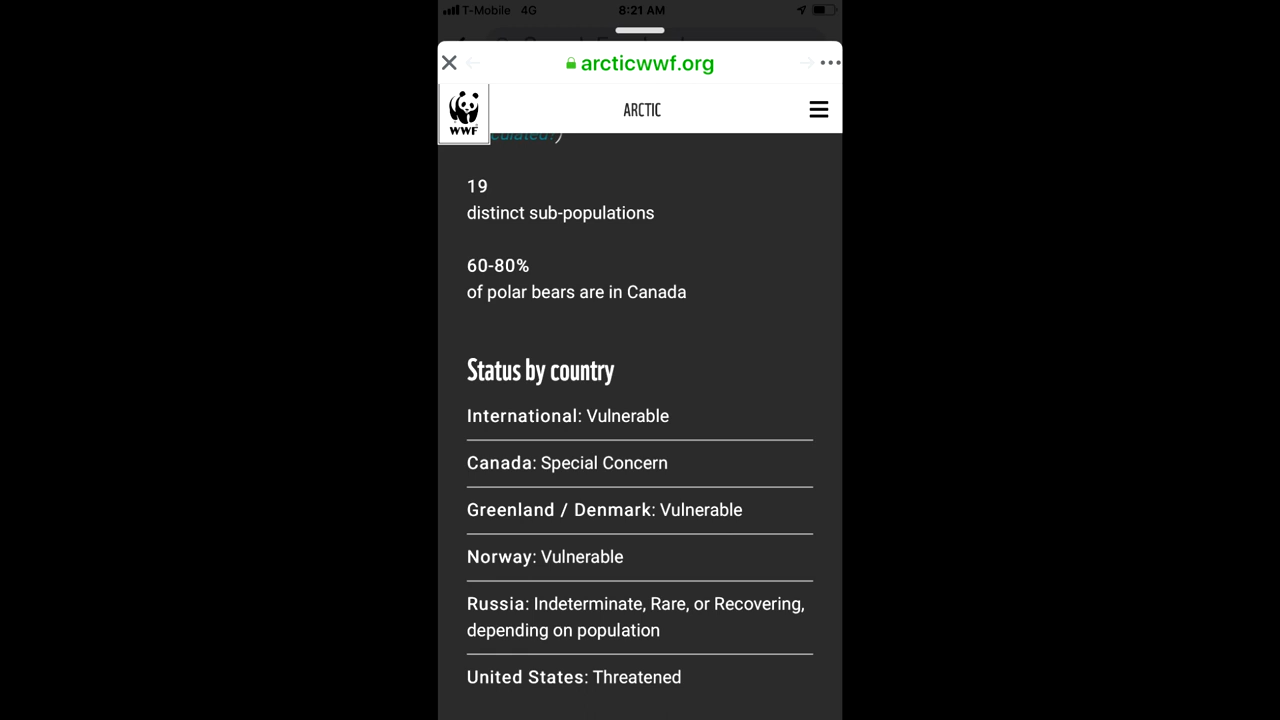 T-Mobile 4G 8:21 AM
arcticwwf.org
WWF
ARCTIC
culated?)
19
distinct sub-populations
60-80%
of polar bears are in Canada
Status by country
International: Vulnerable
Canada: Special Concern
Greenland / Denmark: Vulnerable
Norway: Vulnerable
Russia: Indeterminate, Rare, or Recovering,
depending on population
United States: Threatened